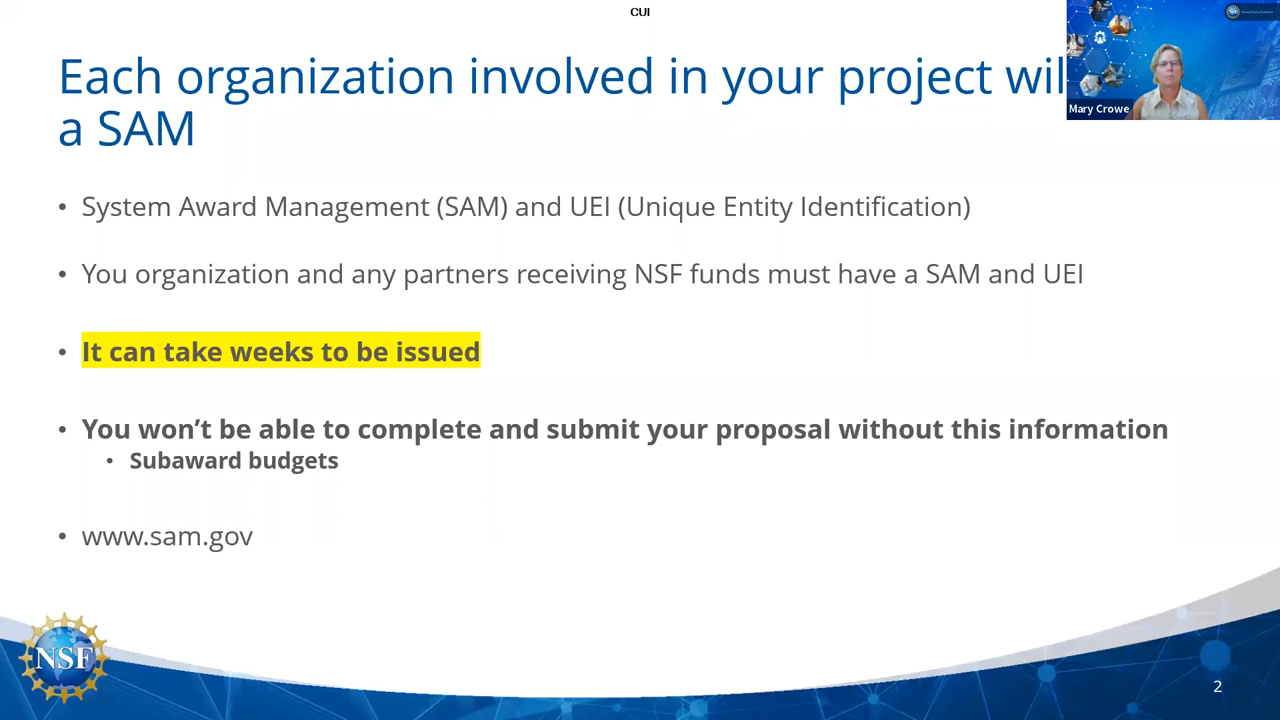 CUI
Each organization involved in your project wil
a SAM
Mary Crowe
• System Award Management (SAM) and UEI (Unique Entity Identification)
• You organization and any partners receiving NSF funds must have a SAM and UEI
• It can take weeks to be issued
• You won’t be able to complete and submit your proposal without this information
• Subaward budgets
• www.sam.gov
NSF
2